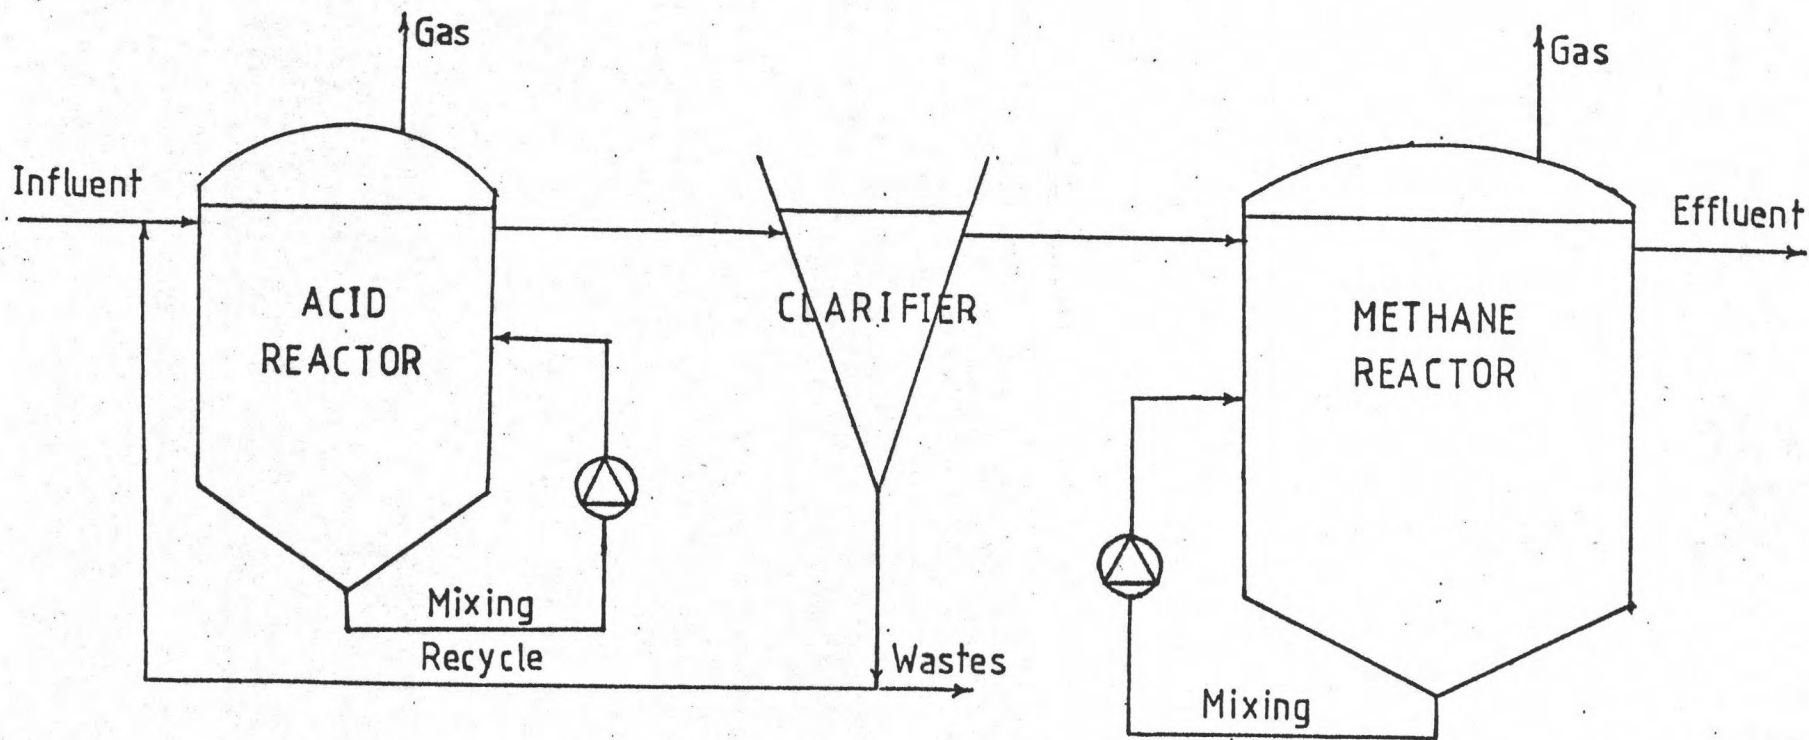 Gas
Gas
Influent
Effluent
ACID
REACTOR
CLARIFIER
METHANE
REACTOR
Mixing
Recycle
Wastes
Mixing